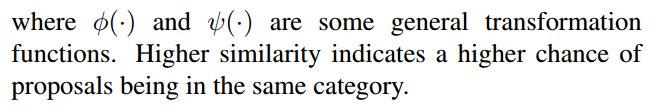 where ϕ(·) and ψ(·) are some general transformation
functions. Higher similarity indicates a higher chance of
proposals being in the same category.